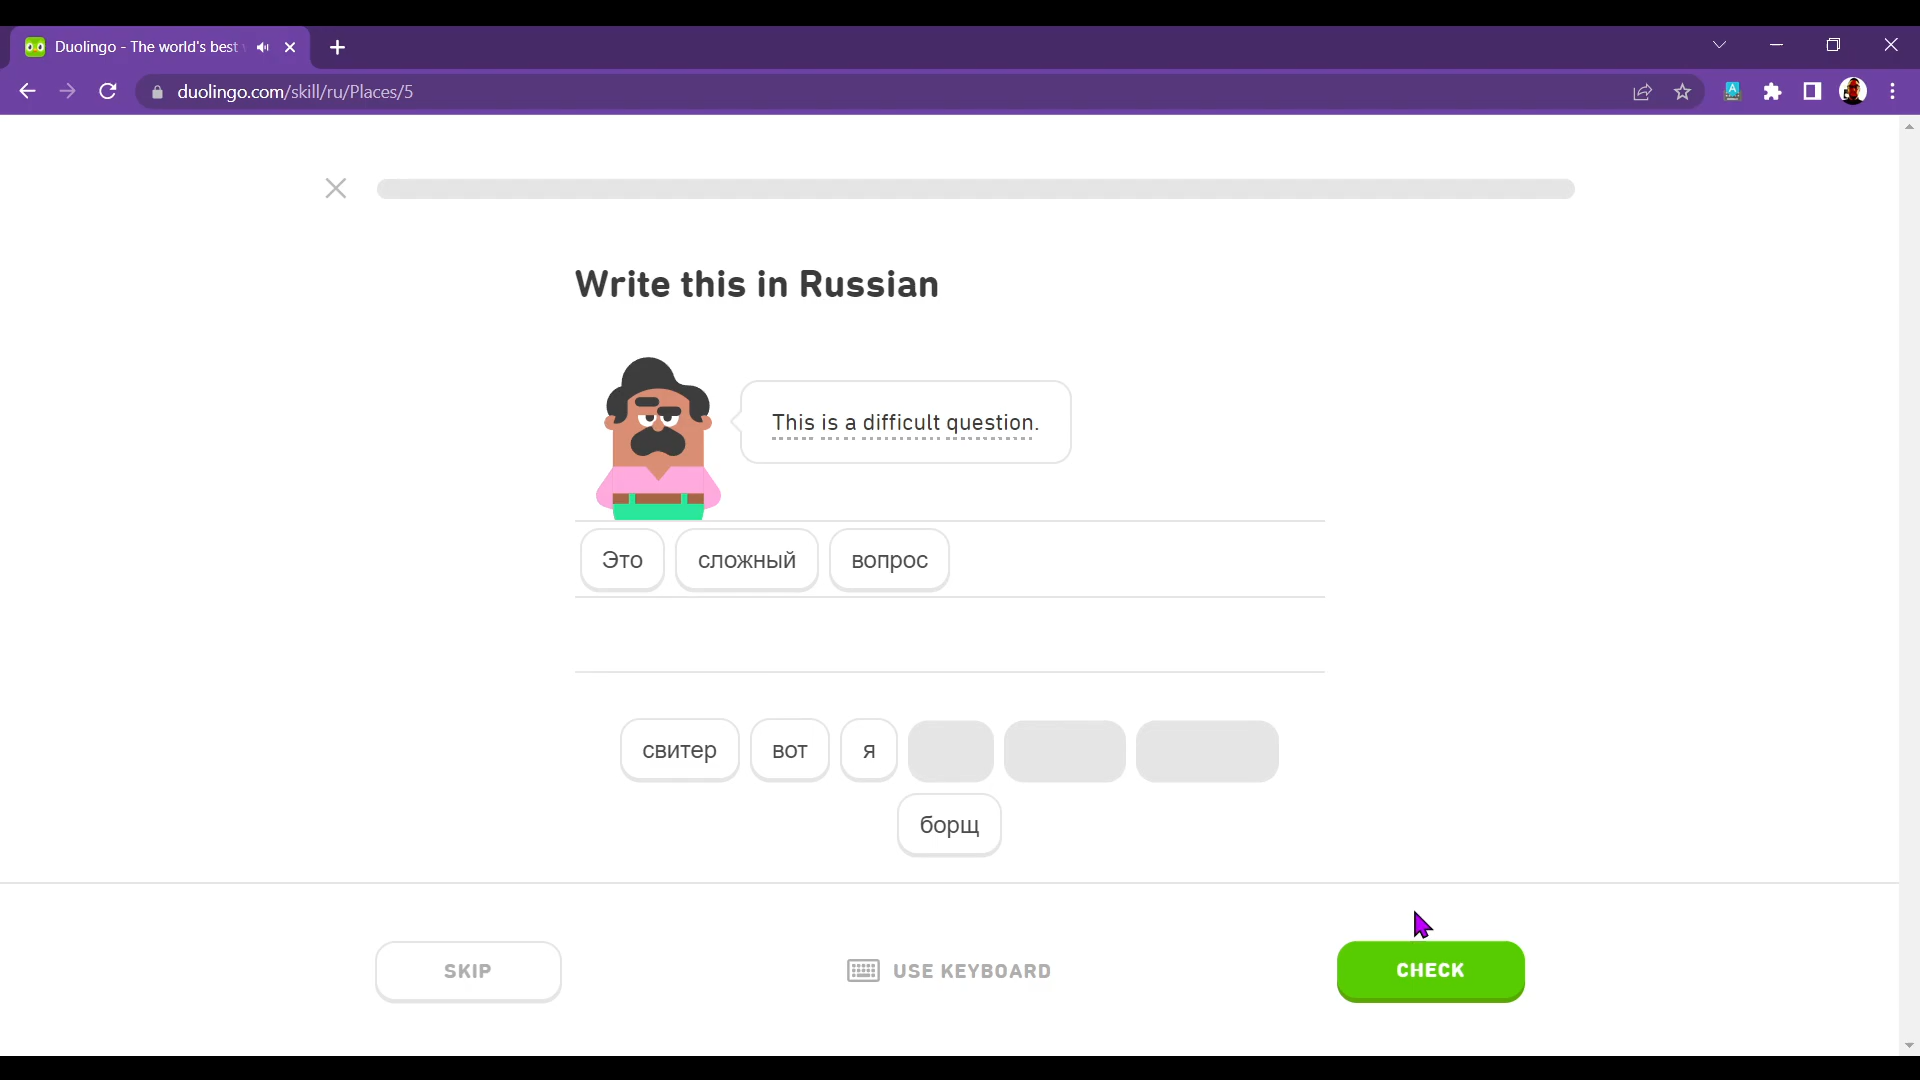 Duolingo - The world's best
duolingo.com/skill/ru/Places/5
Write this in Russian
This is a difficult question.
Это сложный вопрос
свитер вот я
борщ
SKIP USE KEYBOARD CHECK